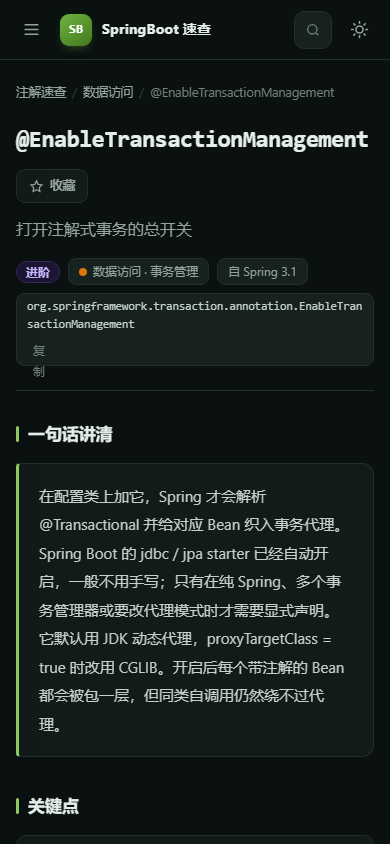 SB SpringBoot 速查
注解速查 / 数据访问 / @EnableTransactionManagement
@EnableTransactionManagement
收藏
打开注解式事务的总开关
进阶 数据访问 · 事务管理 自 Spring 3.1
org.springframework.transaction.annotation.EnableTran
sactionManagement
复
制
一句话讲清
在配置类上加它，Spring 才会解析
@Transactional 并给对应 Bean 织入事务代理。
Spring Boot 的 jdbc / jpa starter 已经自动开
启，一般不用手写；只有在纯 Spring、多个事
务管理器或要改代理模式时才需要显式声明。
它默认用 JDK 动态代理，proxyTargetClass =
true 时改用 CGLIB。开启后每个带注解的 Bean
都会被包一层，但同类自调用仍然绕不过代
理。
关键点